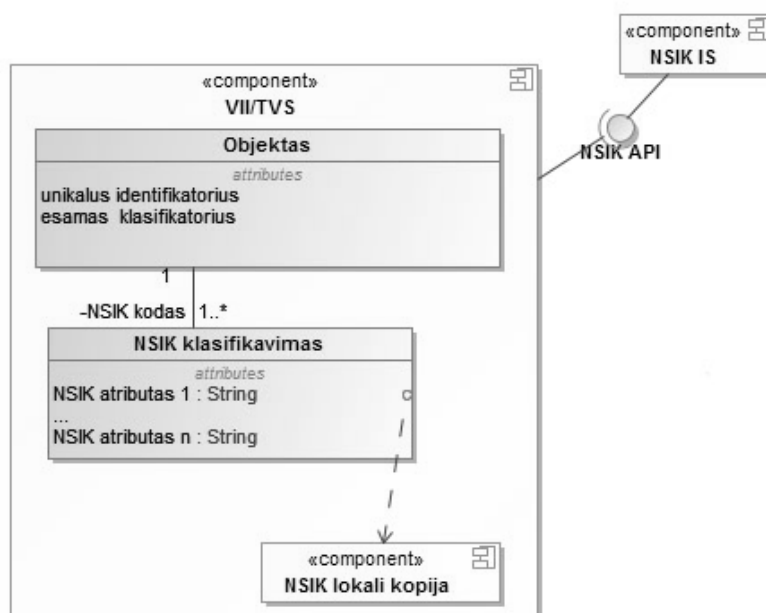 «component»
NSIK IS
NSIK API
«component»
VII/TVS
Objektas
attributes
unikalus identifikatorius
esamas klasifikatorius
1
-NSIK kodas 1..*
NSIK klasifikavimas
attributes
NSIK atributas 1 : String
...
NSIK atributas n : String
«component»
NSIK lokali kopija